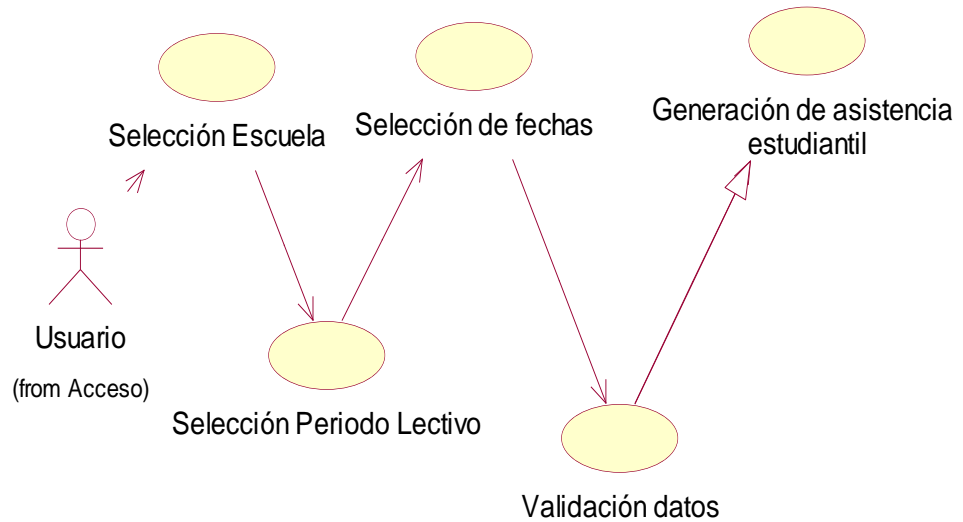 Selección Escuela
Selección de fechas
Generación de asistencia
estudiantil
Usuario
(from Acceso)
Selección Periodo Lectivo
Validación datos